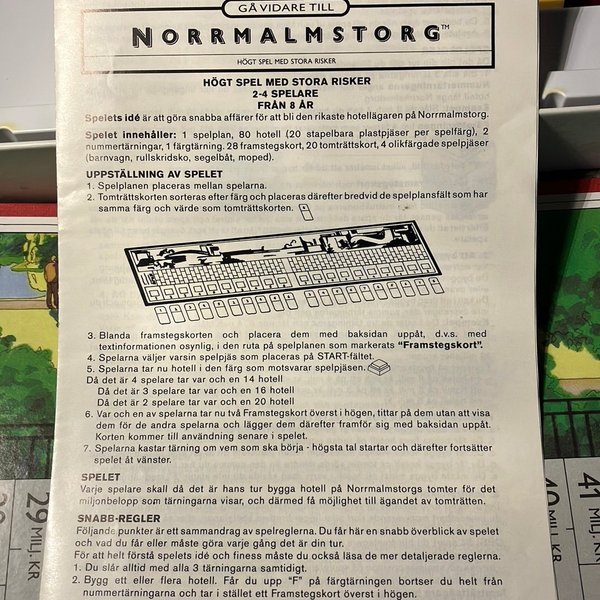 GÅ VIDARE TILL
NORRMALMSTORG™
HÖGT SPEL MED STORA RISKER
HÖGT SPEL MED STORA RISKER
2-4 SPELARE
FRÅN 8 ÅR
Spelets idé är att göra snabba affärer för att bli den rikaste hotellägaren på Norrmalmstorg.
Spelet innehåller: 1 spelplan, 80 hotell (20 stapelbara plastpjäser per spelfärg), 2
nummertärningar, 1 färgtärning. 28 framstegskort, 20 tomträttskort, 4 olikfärgade spelpjäser
(barnvagn, rullskridsko, segelbåt, moped).
UPPSTÄLLNING AV SPELET
1. Spelplanen placeras mellan spelarna.
2. Tomträttskorten sorteras efter färg och placeras därefter bredvid de spelplansfält som har
samma färg och värde som tomträttskorten.
3. Blanda framstegskorten och placera dem med baksidan uppåt, d.v.s. med
textinformationen osynlig, i den ruta på spelplanen som markerats "Framstegskort".
4. Spelarna väljer varsin spelpjäs som placeras på START-fältet.
5. Spelarna tar nu hotell i den färg som motsvarar spelpjäsen.
Då det är 4 spelare tar var och en 14 hotell
Då det är 3 spelare tar var och en 16 hotell
Då det är 2 spelare tar var och en 20 hotell
6. Var och en av spelarna tar nu två Framstegskort överst i högen, tittar på dem utan att visa
dem för de andra spelarna och lägger dem därefter framför sig med baksidan uppåt.
Korten kommer till användning senare i spelet.
7. Spelarna kastar tärning om vem som ska börja - högsta tal startar och därefter fortsätter
spelet åt vänster.
SPELET
Varje spelare skall då det är hans tur bygga hotell på Norrmalmstorgs tomter för det
miljonbelopp som tärningarna visar, och därmed få möjlighet till ägandet av tomträtten.
SNABB-REGLER
Följande punkter är ett sammandrag av spelreglerna. Du får här en snabb överblick av spelet
och vad du får eller måste göra varje gång det är din tur.
För att helt förstå spelets idé och finess måste du också läsa de mer detaljerade reglerna.
1. Du slår alltid med alla 3 tärningarna samtidigt.
2. Bygg ett eller flera hotell. Får du upp "F" på färgtärningen bortser du helt från
nummertärningarna och tar i stället ett Framstegskort överst i högen.
29 MILJ. KR
40 MILJ. KR
41 MILJ. KR